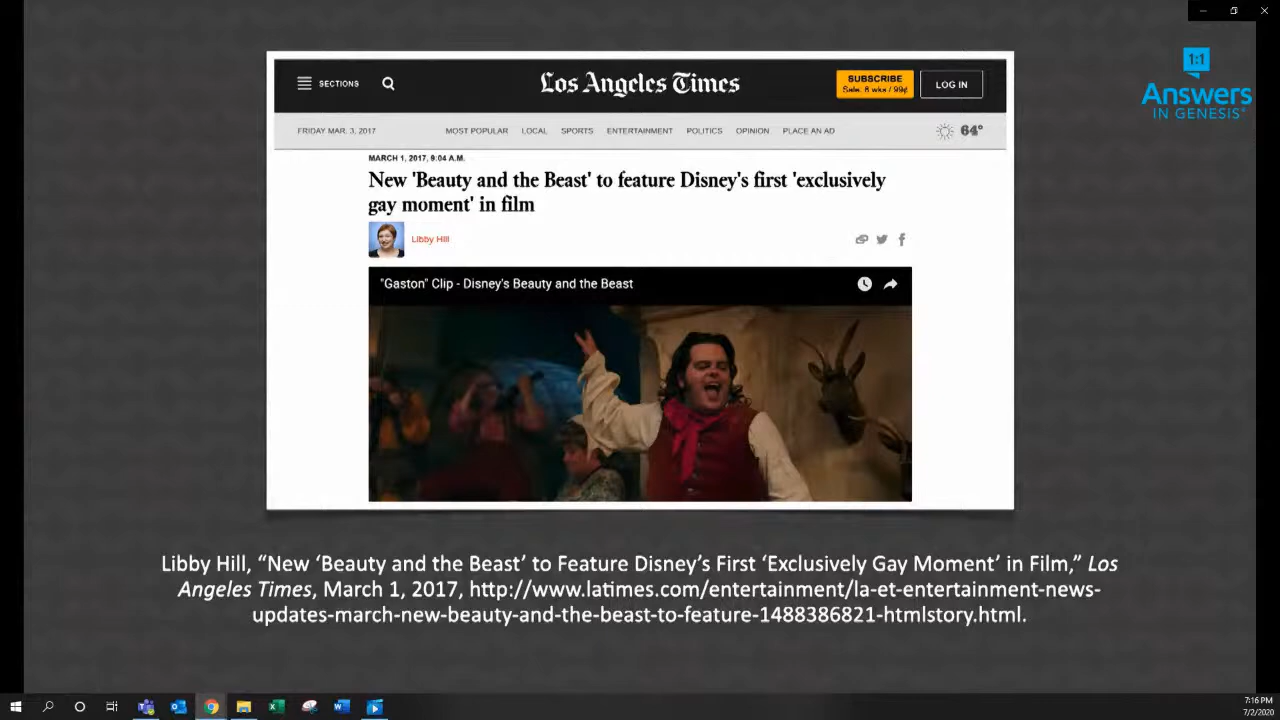 1:1
Answers
IN GENESIS®
SECTIONS
Los Angeles Times
SUBSCRIBE
Sale. 8 wks / 99¢
LOG IN
FRIDAY MAR. 3, 2017
MOST POPULAR LOCAL SPORTS ENTERTAINMENT POLITICS OPINION PLACE AN AD
64°
MARCH 1, 2017, 9:04 A.M.
New 'Beauty and the Beast' to feature Disney's first 'exclusively
gay moment' in film
Libby Hill
"Gaston" Clip - Disney's Beauty and the Beast
Libby Hill, “New ‘Beauty and the Beast’ to Feature Disney’s First ‘Exclusively Gay Moment’ in Film,” Los
Angeles Times, March 1, 2017, http://www.latimes.com/entertainment/la-et-entertainment-news-
updates-march-new-beauty-and-the-beast-to-feature-1488386821-htmlstory.html.
7:16 PM
7/2/2020